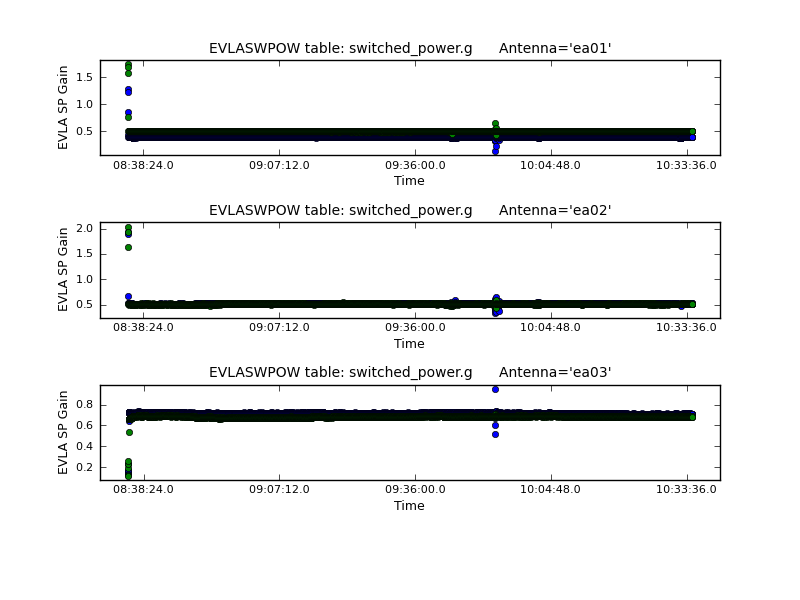 EVLASWPOW table: switched_power.g Antenna='ea01'
1.5
1.0
0.5
EVLA SP Gain
08:38:24.0 09:07:12.0 09:36:00.0 10:04:48.0 10:33:36.0
Time
EVLASWPOW table: switched_power.g Antenna='ea02'
2.0
1.5
1.0
0.5
EVLA SP Gain
08:38:24.0 09:07:12.0 09:36:00.0 10:04:48.0 10:33:36.0
Time
EVLASWPOW table: switched_power.g Antenna='ea03'
0.8
0.6
0.4
0.2
EVLA SP Gain
08:38:24.0 09:07:12.0 09:36:00.0 10:04:48.0 10:33:36.0
Time